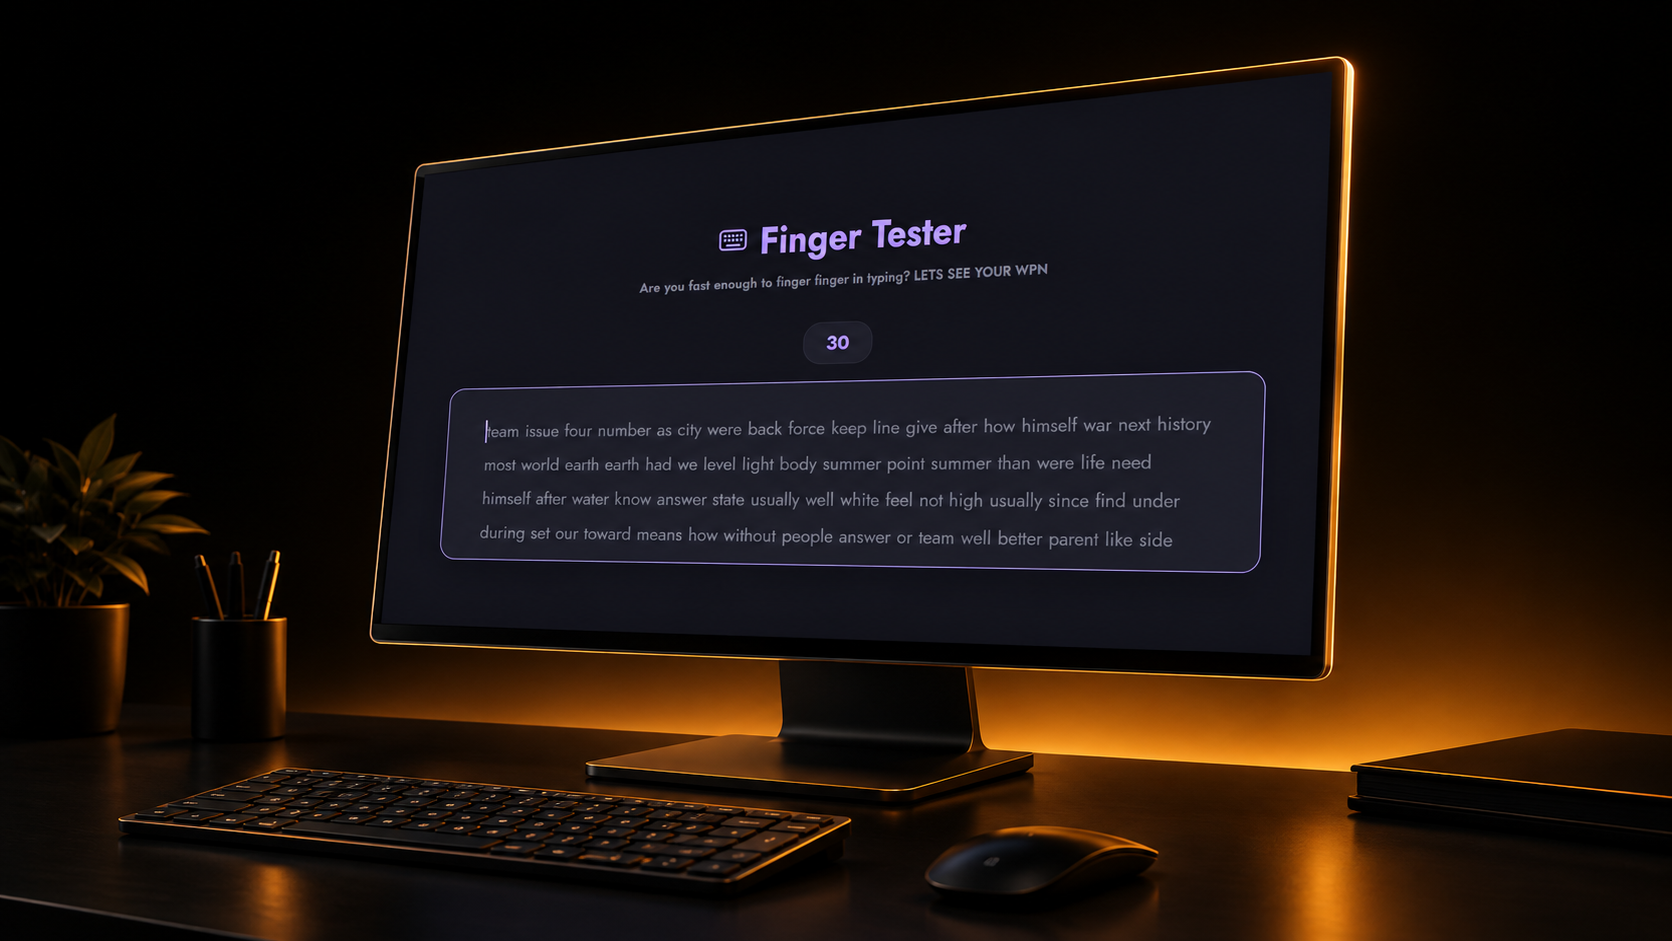 Finger Tester
Are you fast enough to finger finger in typing? LETS SEE YOUR WPN
30
team issue four number as city were back force keep line give after how himself war next history
most world earth earth had we level light body summer point summer than were life need
himself after water know answer state usually well white feel not high usually since find under
during set our toward means how without people answer or team well better parent like side